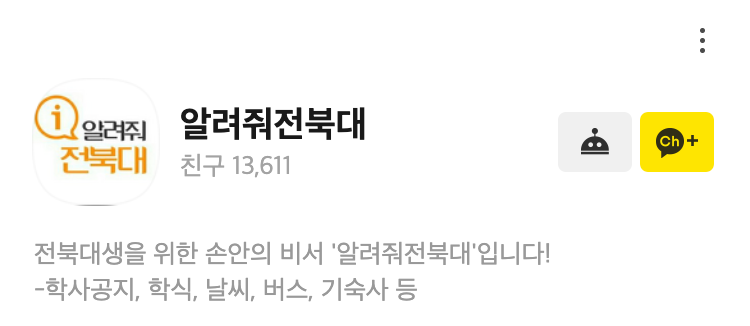 i 알려줘
전북대
알려줘전북대
친구 13,611
Ch+
전북대생을 위한 손안의 비서 '알려줘전북대'입니다!
-학사공지, 학식, 날씨, 버스, 기숙사 등